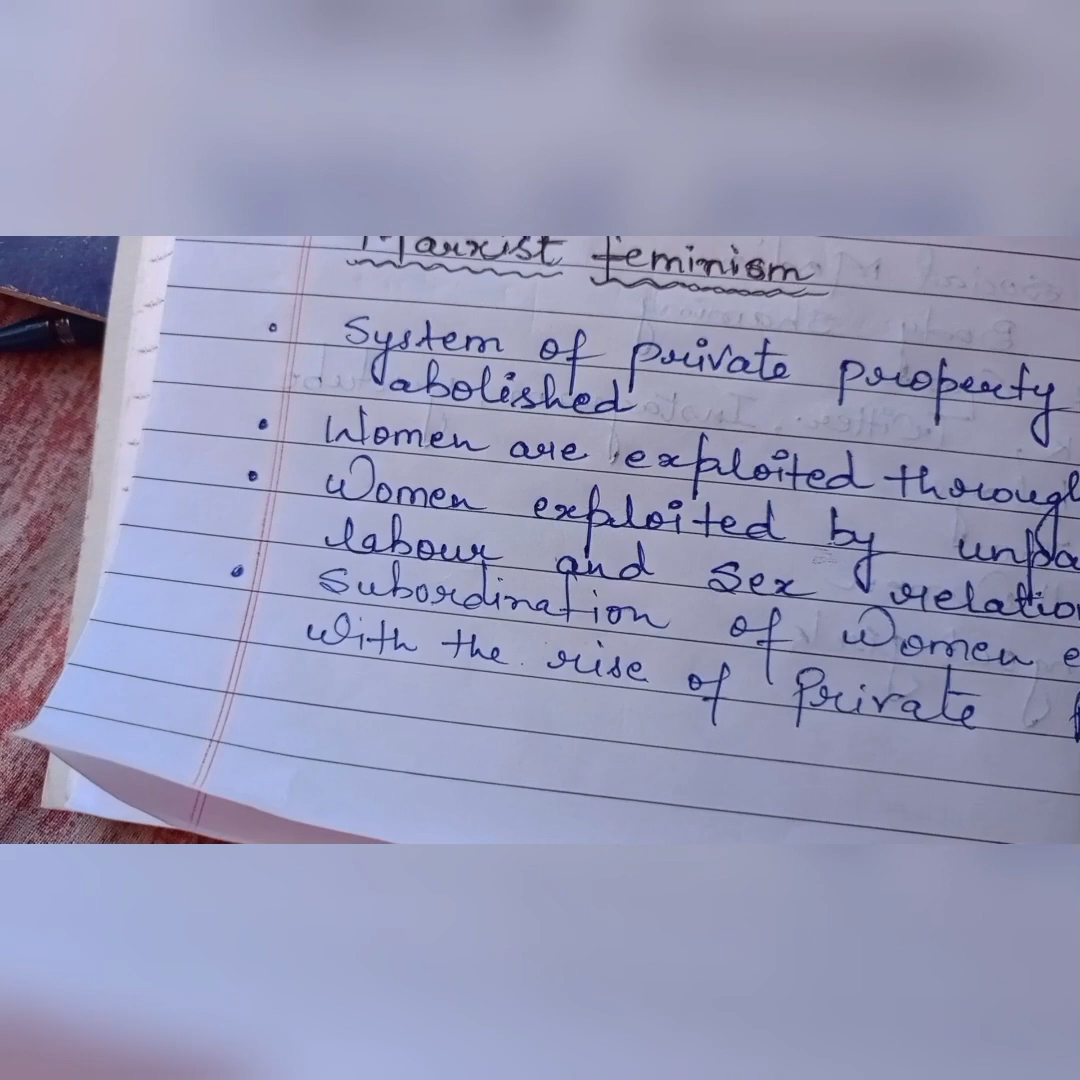 Marxist feminism
• System of private property
abolished
• Women are exploited through
• Women exploited by
labour and Sex
• Subordination of Women
With the rise of Private